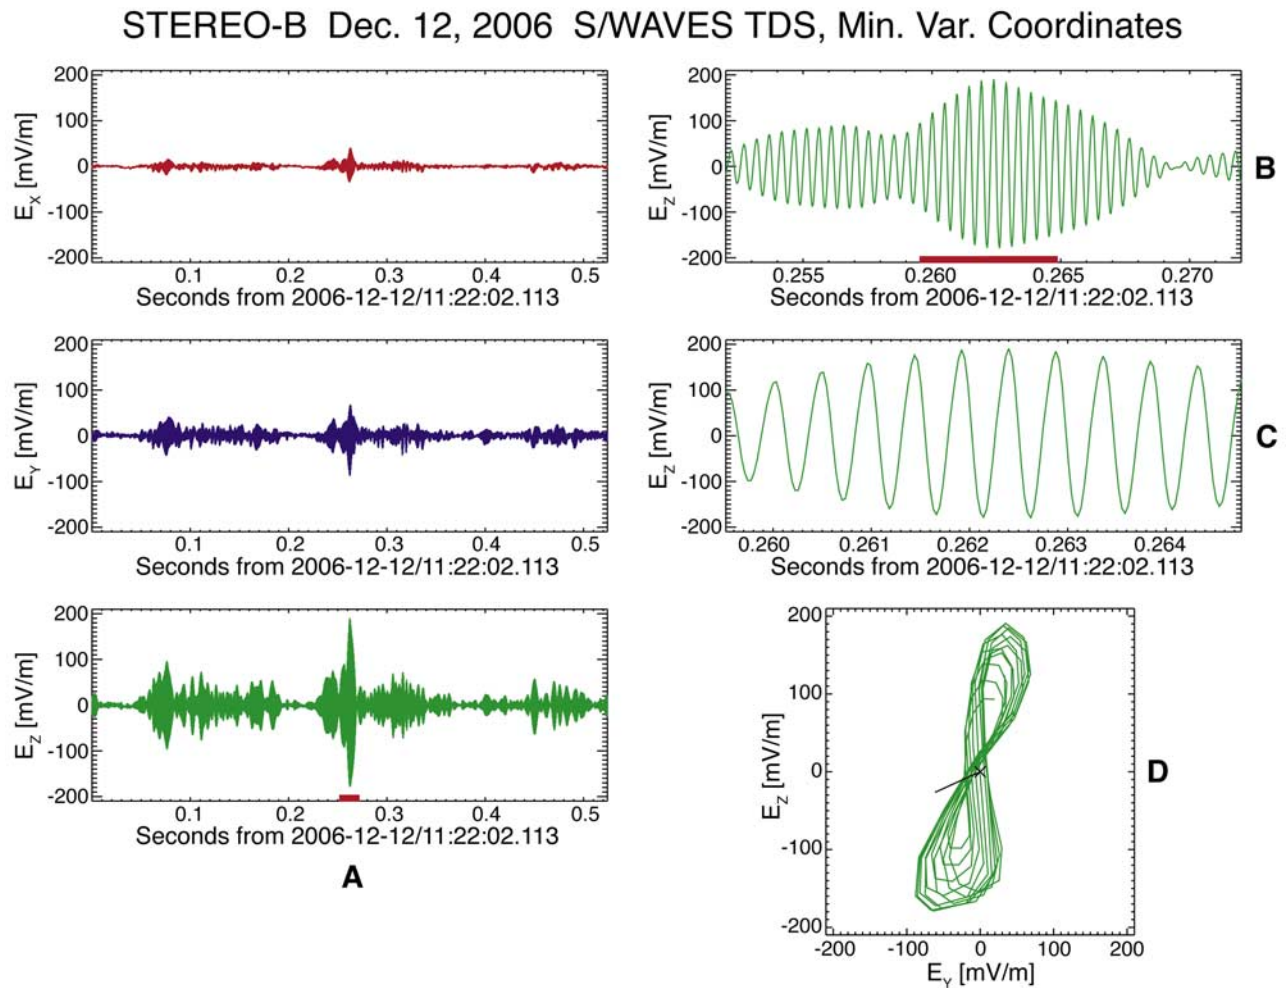 STEREO-B Dec. 12, 2006 S/WAVES TDS, Min. Var. Coordinates
200
100
0
-100
-200
E_X [mV/m]
0.1 0.2 0.3 0.4 0.5
Seconds from 2006-12-12/11:22:02.113
200
100
0
-100
-200
E_Z [mV/m]
0.255 0.260 0.265 0.270
Seconds from 2006-12-12/11:22:02.113
B
200
100
0
-100
-200
E_Y [mV/m]
0.1 0.2 0.3 0.4 0.5
Seconds from 2006-12-12/11:22:02.113
200
100
0
-100
-200
E_Z [mV/m]
0.260 0.261 0.262 0.263 0.264
Seconds from 2006-12-12/11:22:02.113
C
200
100
0
-100
-200
E_Z [mV/m]
0.1 0.2 0.3 0.4 0.5
Seconds from 2006-12-12/11:22:02.113
A
200
100
0
-100
-200
E_Z [mV/m]
-200 -100 0 100 200
E_Y [mV/m]
D